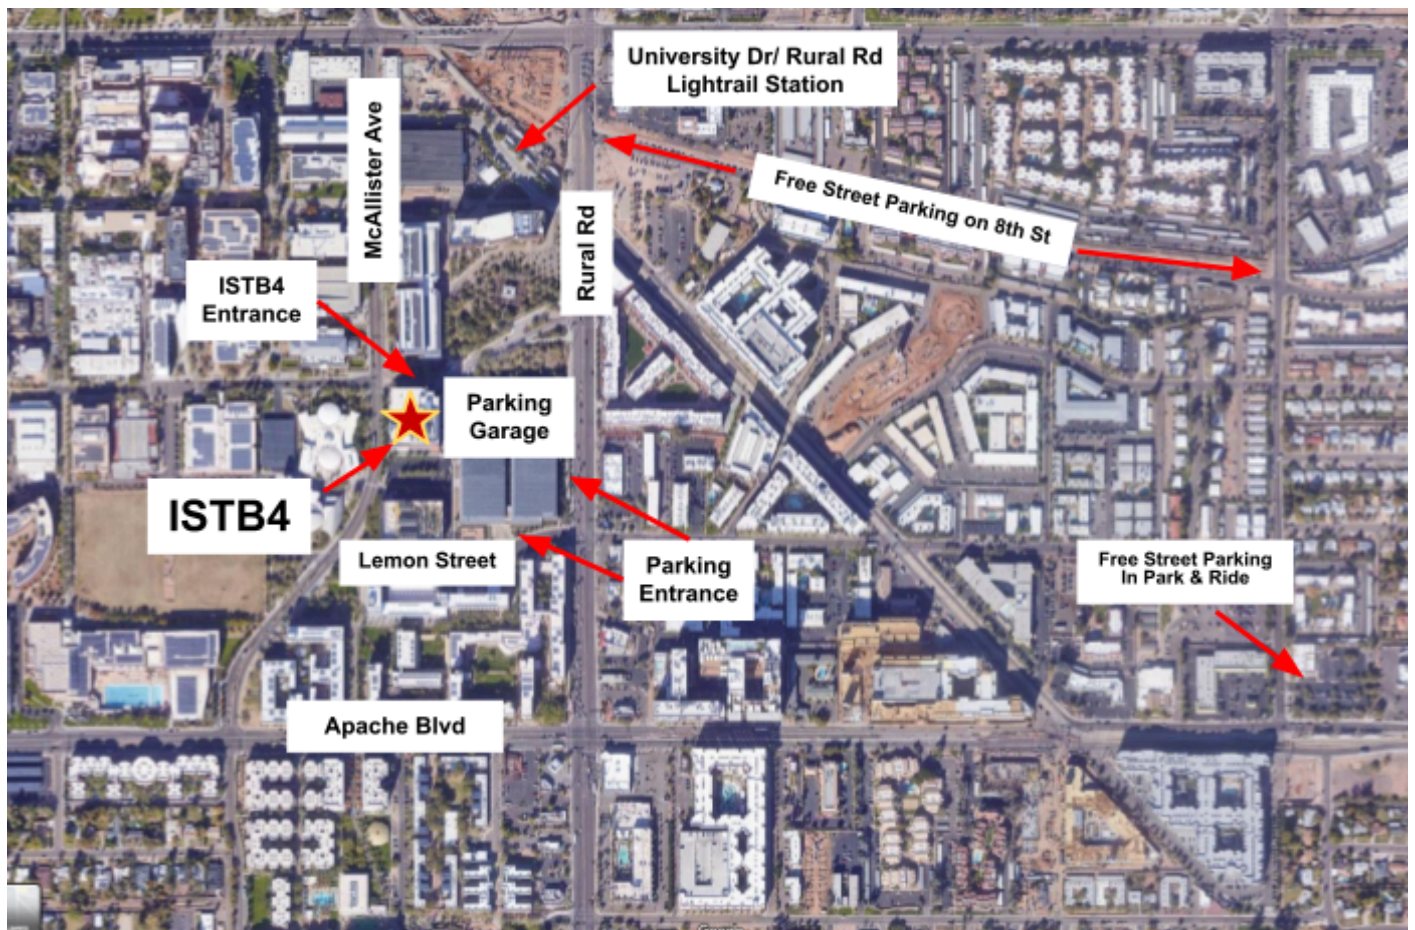 University Dr/ Rural Rd
Lightrail Station
McAllister Ave
Free Street Parking on 8th St
Rural Rd
ISTB4
Entrance
Parking
Garage
ISTB4
Lemon Street
Parking
Entrance
Free Street Parking
In Park & Ride
Apache Blvd